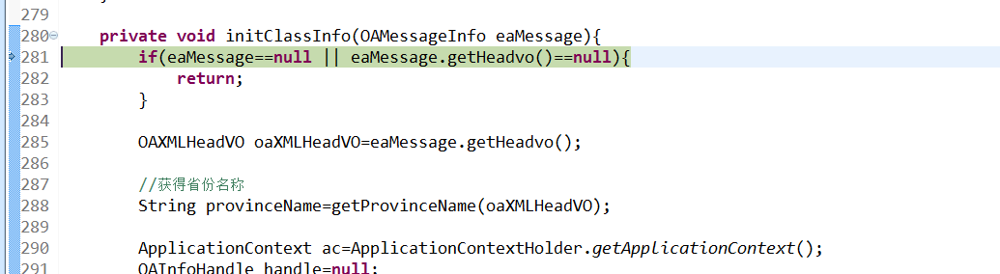 279
280 private void initClassInfo(OAMessageInfo eaMessage){
281 if(eaMessage==null || eaMessage.getHeadvo()==null){
282 return;
283 }
284
285 OAXMLHeadVO oaXMLHeadVO=eaMessage.getHeadvo();
286
287 //获得省份名称
288 String provinceName=getProvinceName(oaXMLHeadVO);
289
290 ApplicationContext ac=ApplicationContextHolder.getApplicationContext();
291 OAInfoHandle handle=null;